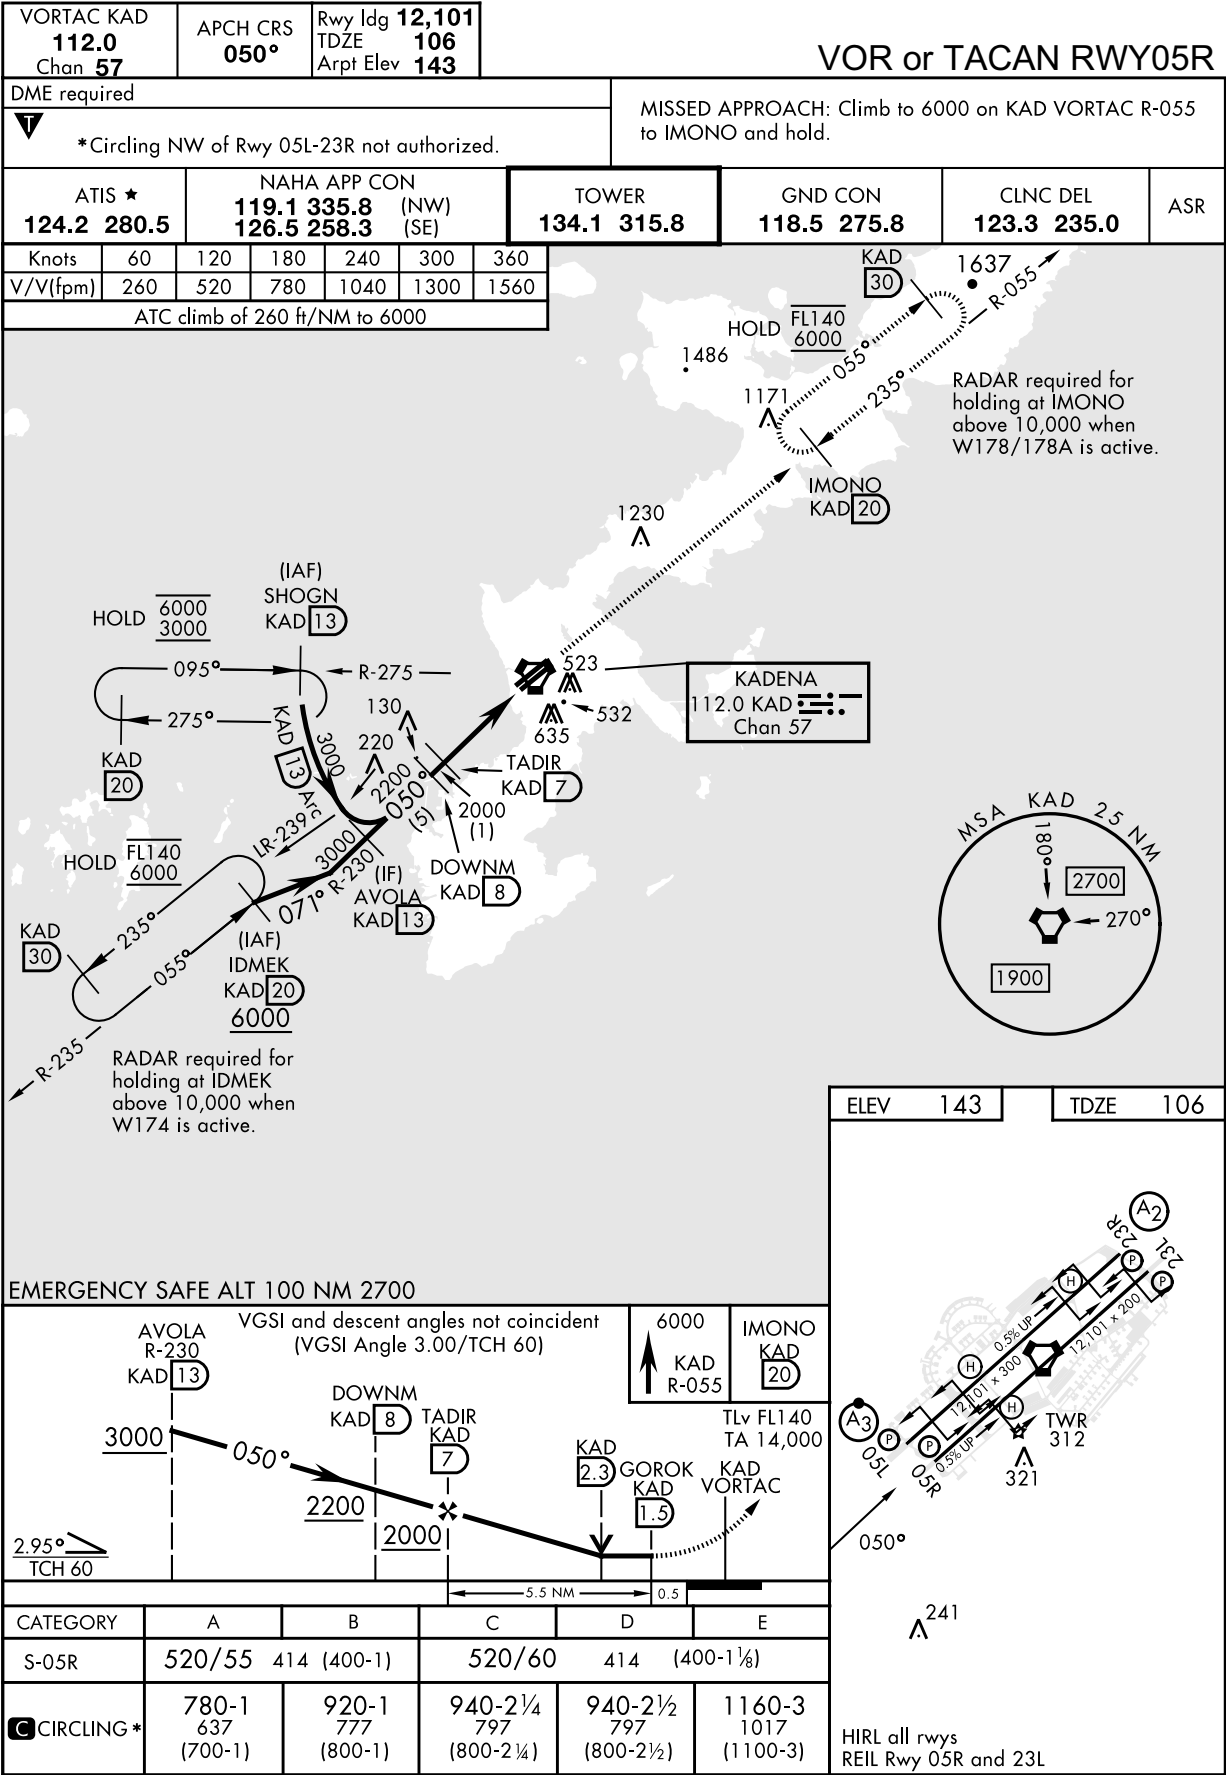 VORTAC KAD
112.0
Chan 57
APCH CRS
050°
Rwy ldg 12,101
TDZE 106
Arpt Elev 143
VOR or TACAN RWY05R
DME required
T
*Circling NW of Rwy 05L-23R not authorized.
MISSED APPROACH: Climb to 6000 on KAD VORTAC R-055
to IMONO and hold.
ATIS ★
124.2 280.5
NAHA APP CON
119.1 335.8 (NW)
126.5 258.3 (SE)
TOWER
134.1 315.8
GND CON
118.5 275.8
CLNC DEL
123.3 235.0
ASR
Knots 60 120 180 240 300 360
V/V(fpm) 260 520 780 1040 1300 1560
ATC climb of 260 ft/NM to 6000
KAD
30
1637
R-055
HOLD FL140
6000
055°
235°
1486
1171
RADAR required for
holding at IMONO
above 10,000 when
W178/178A is active.
IMONO
KAD 20
1230
(IAF)
SHOGN
KAD 13
HOLD 6000
3000
095°
R-275
275°
KAD
20
KAD 13 Arc
3000
130
220
523
532
635
KADENA
112.0 KAD
Chan 57
TADIR
KAD 7
2200
050°
(5)
2000
(1)
DOWNM
KAD 8
LR-239
3000
R-230
(IF)
AVOLA
KAD 13
HOLD FL140
6000
071°
235°
055°
KAD
30
(IAF)
IDMEK
KAD 20
6000
R-235
RADAR required for
holding at IDMEK
above 10,000 when
W174 is active.
MSA KAD 25 NM
180°
2700
270°
1900
EMERGENCY SAFE ALT 100 NM 2700
ELEV 143
TDZE 106
A2
23R
23L
P
P
H
0.5% UP
12,101 x 200
H
12,101 x 300
H
A3
P
P
05L
05R
0.5% UP
TWR
312
321
050°
241
HIRL all rwys
REIL Rwy 05R and 23L
VGSI and descent angles not coincident
(VGSI Angle 3.00/TCH 60)
6000
KAD
R-055
IMONO
KAD
20
AVOLA
R-230
KAD 13
DOWNM
KAD 8
TADIR
KAD
7
TLv FL140
TA 14,000
3000
050°
2200
2000
KAD
2.3
GOROK
KAD
1.5
KAD
VORTAC
2.95°
TCH 60
5.5 NM
0.5
CATEGORY A B C D E
S-05R 520/55 414 (400-1) 520/60 414 (400-1⅛)
C CIRCLING*
780-1
637
(700-1)
920-1
777
(800-1)
940-2¼
797
(800-2¼)
940-2½
797
(800-2½)
1160-3
1017
(1100-3)